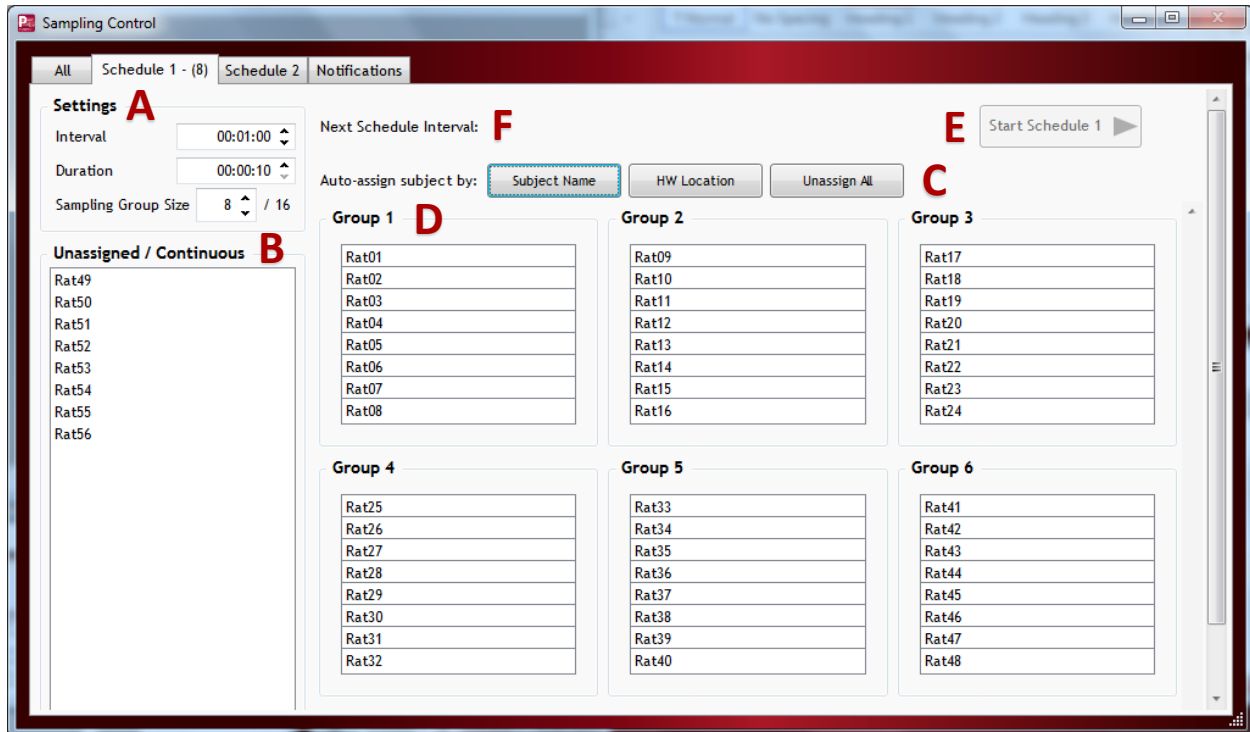 Sampling Control
All Schedule 1 - (8) Schedule 2 Notifications
Settings A
Interval 00:01:00
Duration 00:00:10
Sampling Group Size 8 / 16
Next Schedule Interval: F
E Start Schedule 1
Auto-assign subject by: Subject Name HW Location Unassign All C
Unassigned / Continuous B
Rat49
Rat50
Rat51
Rat52
Rat53
Rat54
Rat55
Rat56
Group 1 D
Rat01
Rat02
Rat03
Rat04
Rat05
Rat06
Rat07
Rat08
Group 2
Rat09
Rat10
Rat11
Rat12
Rat13
Rat14
Rat15
Rat16
Group 3
Rat17
Rat18
Rat19
Rat20
Rat21
Rat22
Rat23
Rat24
Group 4
Rat25
Rat26
Rat27
Rat28
Rat29
Rat30
Rat31
Rat32
Group 5
Rat33
Rat34
Rat35
Rat36
Rat37
Rat38
Rat39
Rat40
Group 6
Rat41
Rat42
Rat43
Rat44
Rat45
Rat46
Rat47
Rat48